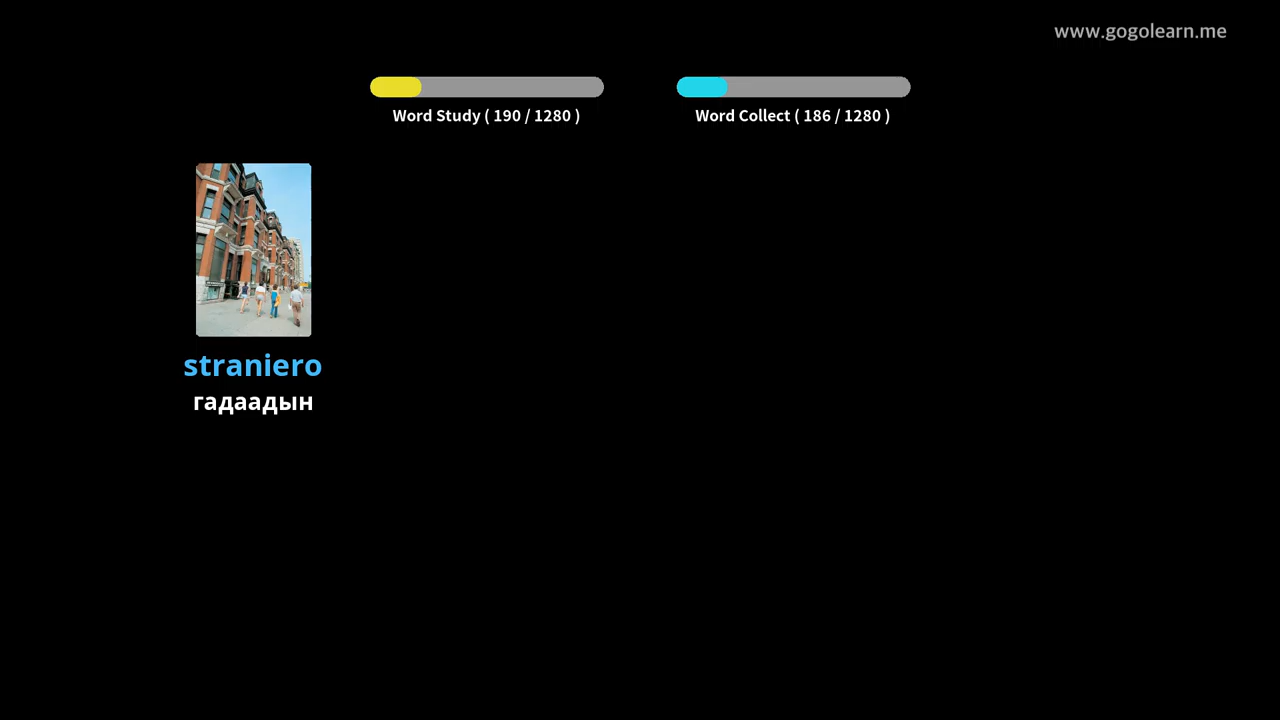 www.gogolearn.me
Word Study ( 190 / 1280 )
Word Collect ( 186 / 1280 )
straniero
гадаадын